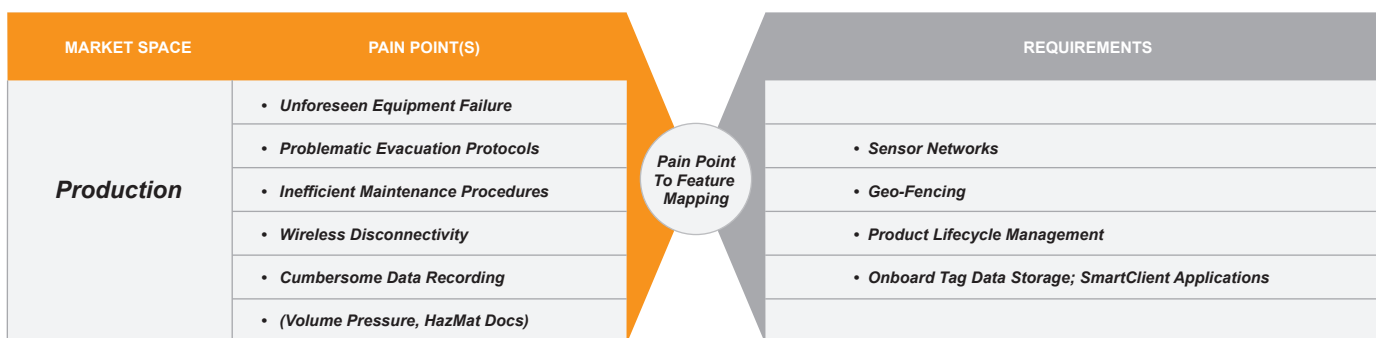 MARKET SPACE
PAIN POINT(S)
REQUIREMENTS
Production
• Unforeseen Equipment Failure
• Problematic Evacuation Protocols
• Inefficient Maintenance Procedures
• Wireless Disconnectivity
• Cumbersome Data Recording
• (Volume Pressure, HazMat Docs)
Pain Point
To Feature
Mapping
• Sensor Networks
• Geo-Fencing
• Product Lifecycle Management
• Onboard Tag Data Storage; SmartClient Applications